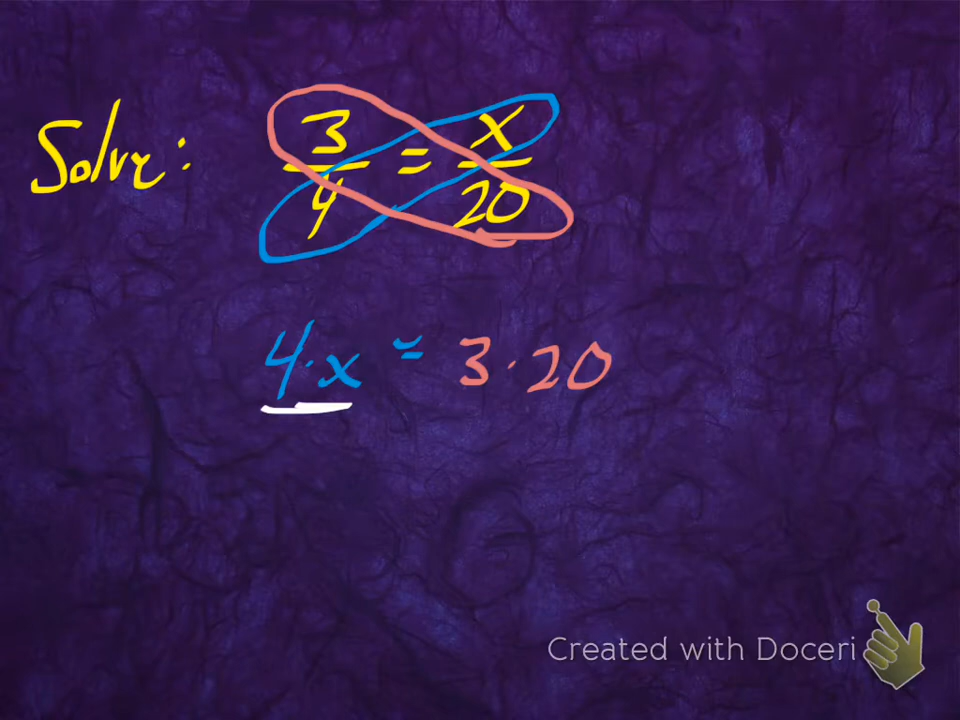 Solve: 3/4 = x/20
4·x = 3·20
Created with Doceri